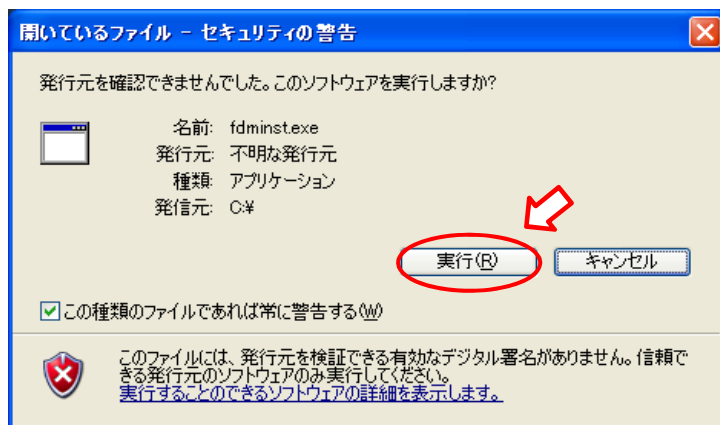 開いているファイル - セキュリティの警告
発行元を確認できませんでした。このソフトウェアを実行しますか?
名前: fdminst.exe
発行元: 不明な発行元
種類: アプリケーション
発信元: C:¥
実行(R) キャンセル
この種類のファイルであれば常に警告する(W)
このファイルには、発行元を検証できる有効なデジタル署名がありません。信頼で
きる発行元のソフトウェアのみ実行してください。
実行することのできるソフトウェアの詳細を表示します。